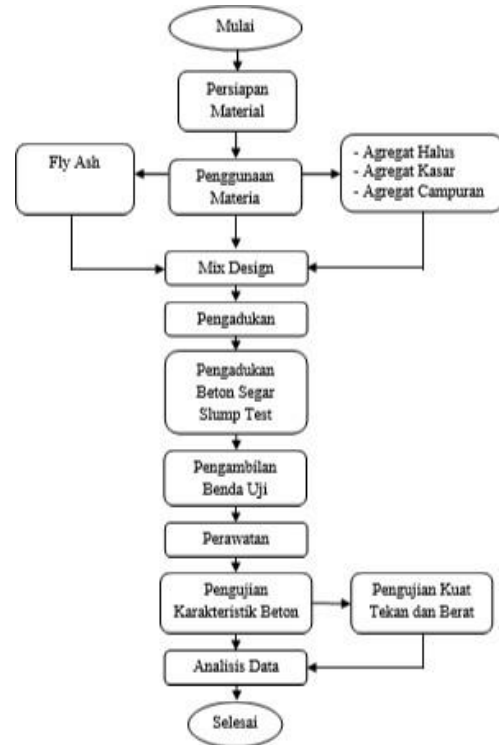 Mulai
Persiapan
Material
Fly Ash
Penggunaan
Materia
- Agregat Halus
- Agregat Kasar
- Agregat Campuran
Mix Design
Pengadukan
Pengadukan
Beton Segar
Slump Test
Pengambilan
Benda Uji
Perawatan
Pengujian
Karakteristik Beton
Pengujian Kuat
Tekan dan Berat
Analisis Data
Selesai